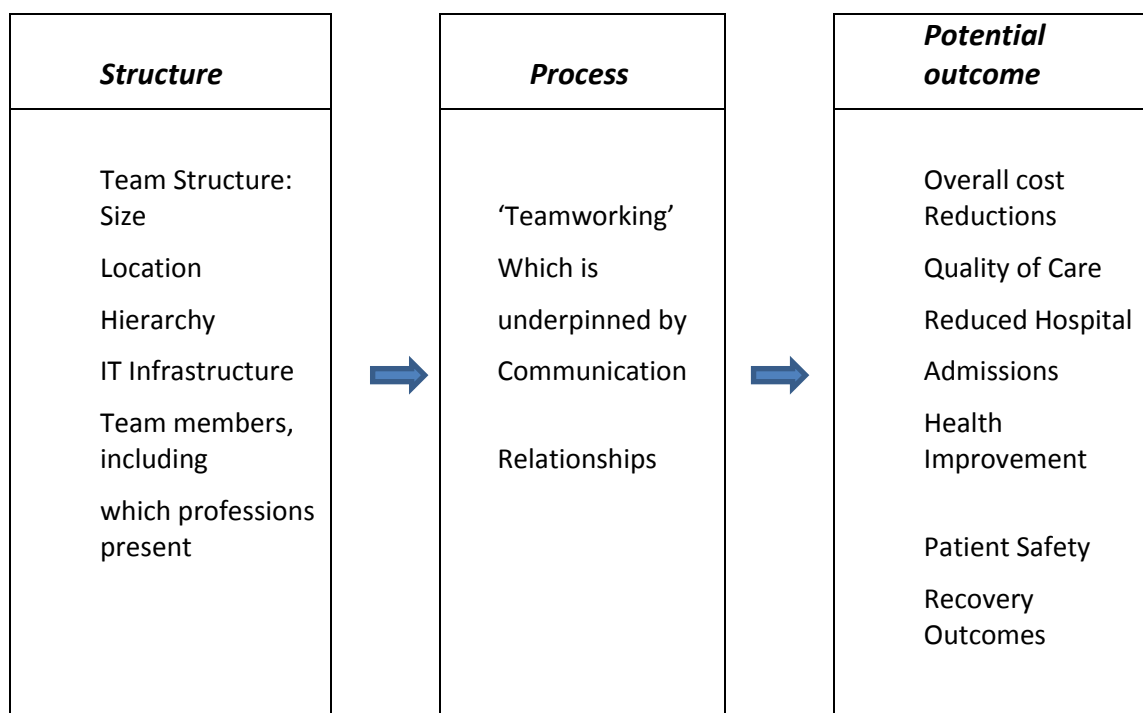 Structure
Team Structure:
Size
Location
Hierarchy
IT Infrastructure
Team members,
including
which professions
present
Process
‘Teamworking’
Which is
underpinned by
Communication
Relationships
Potential
outcome
Overall cost
Reductions
Quality of Care
Reduced Hospital
Admissions
Health
Improvement
Patient Safety
Recovery
Outcomes